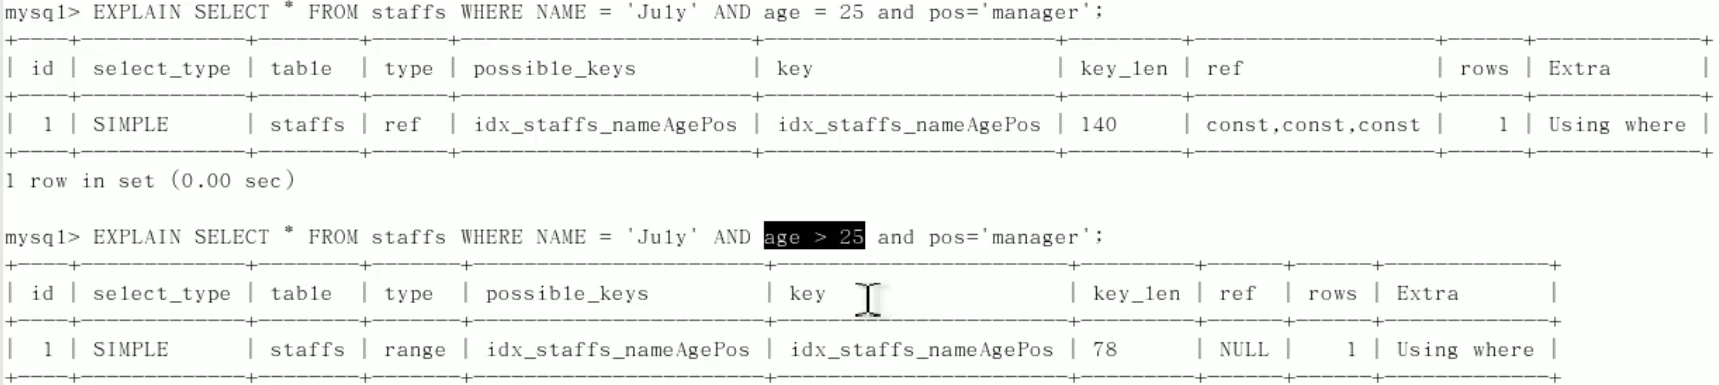 mysql> EXPLAIN SELECT * FROM staffs WHERE NAME = 'July' AND age = 25 and pos='manager';
+----+-------------+--------+------+-----------------------+-----------------------+---------+-------------------+------+-------------+
| id | select_type | table | type | possible_keys | key | key_len | ref | rows | Extra |
+----+-------------+--------+------+-----------------------+-----------------------+---------+-------------------+------+-------------+
| 1 | SIMPLE | staffs | ref | idx_staffs_nameAgePos | idx_staffs_nameAgePos | 140 | const,const,const | 1 | Using where |
+----+-------------+--------+------+-----------------------+-----------------------+---------+-------------------+------+-------------+
1 row in set (0.00 sec)
mysql> EXPLAIN SELECT * FROM staffs WHERE NAME = 'July' AND age > 25 and pos='manager';
+----+-------------+--------+-------+-----------------------+-----------------------+---------+------+------+-------------+
| id | select_type | table | type | possible_keys | key | key_len | ref | rows | Extra |
+----+-------------+--------+-------+-----------------------+-----------------------+---------+------+------+-------------+
| 1 | SIMPLE | staffs | range | idx_staffs_nameAgePos | idx_staffs_nameAgePos | 78 | NULL | 1 | Using where |
+----+-------------+--------+-------+-----------------------+-----------------------+---------+------+------+-------------+